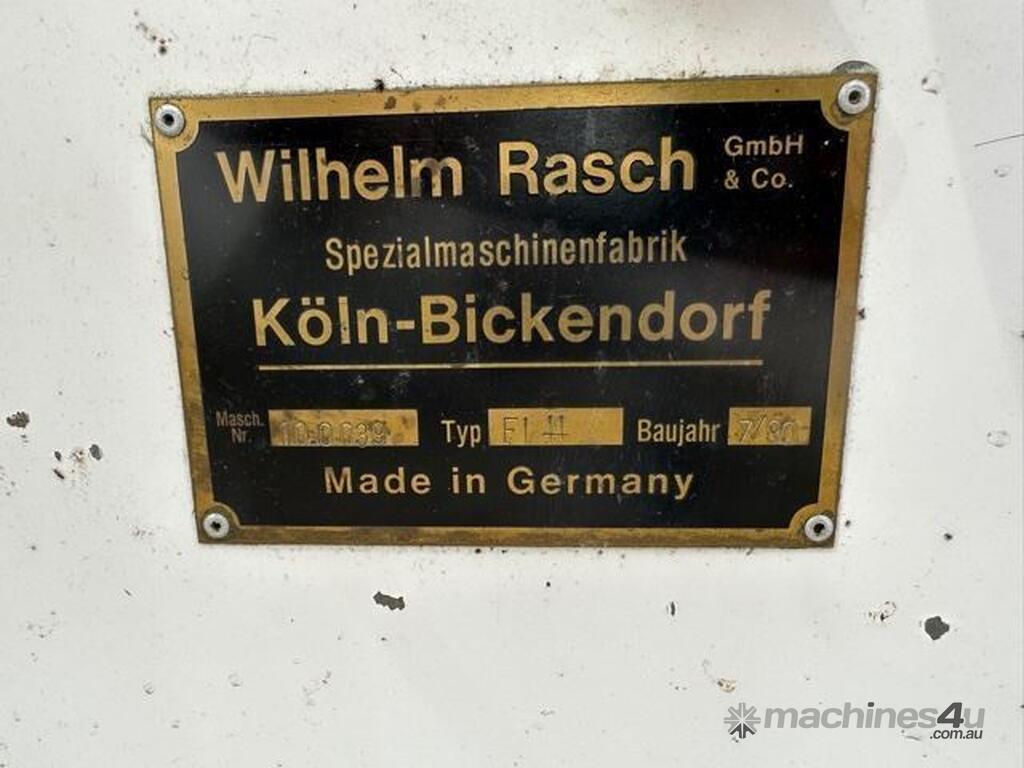 Wilhelm Rasch GmbH & Co.
Spezialmaschinenfabrik
Köln-Bickendorf
Masch. Nr. Typ Baujahr
Made in Germany
machines4u
.com.au